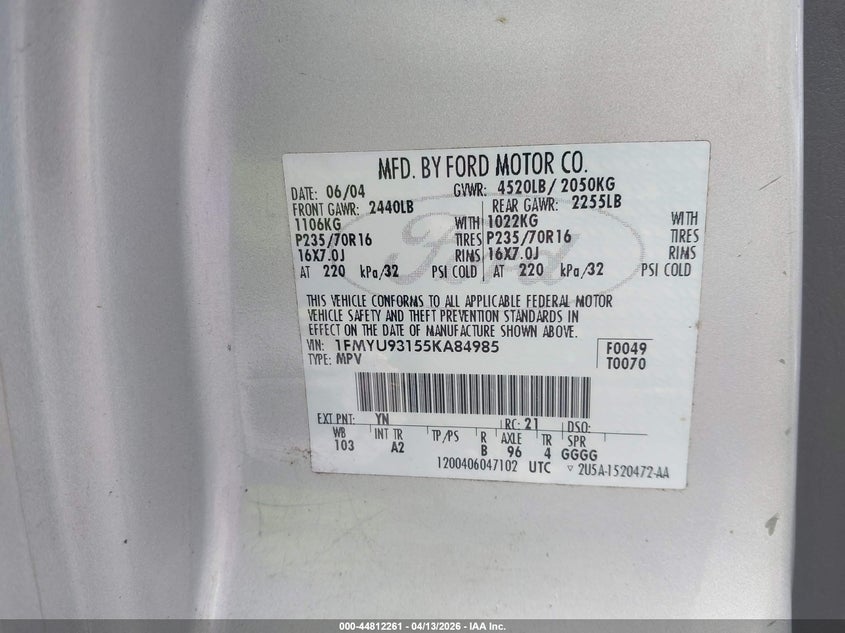 MFD. BY FORD MOTOR CO.
DATE: 06/04 GVWR: 4520LB/ 2050KG
FRONT GAWR: 2440LB REAR GAWR: 2255LB
1106KG WITH 1022KG WITH
P235/70R16 TIRES P235/70R16 TIRES
16X7.0J RIMS 16X7.0J RIMS
AT 220 kPa/32 PSI COLD AT 220 kPa/32 PSI COLD
Ford
THIS VEHICLE CONFORMS TO ALL APPLICABLE FEDERAL MOTOR
VEHICLE SAFETY AND THEFT PREVENTION STANDARDS IN
EFFECT ON THE DATE OF MANUFACTURE SHOWN ABOVE.
VIN: 1FMYU93155KA84985 F0049
TYPE: MPV T0070
EXT PNT: YN RC: 21 DSO:
WB INT TR TP/PS R AXLE TR SPR
103 A2 B 96 4 GGGG
1200406047102 UTC ▽ 2U5A-1520472-AA
000-44812261 - 04/13/2026 - IAA Inc.